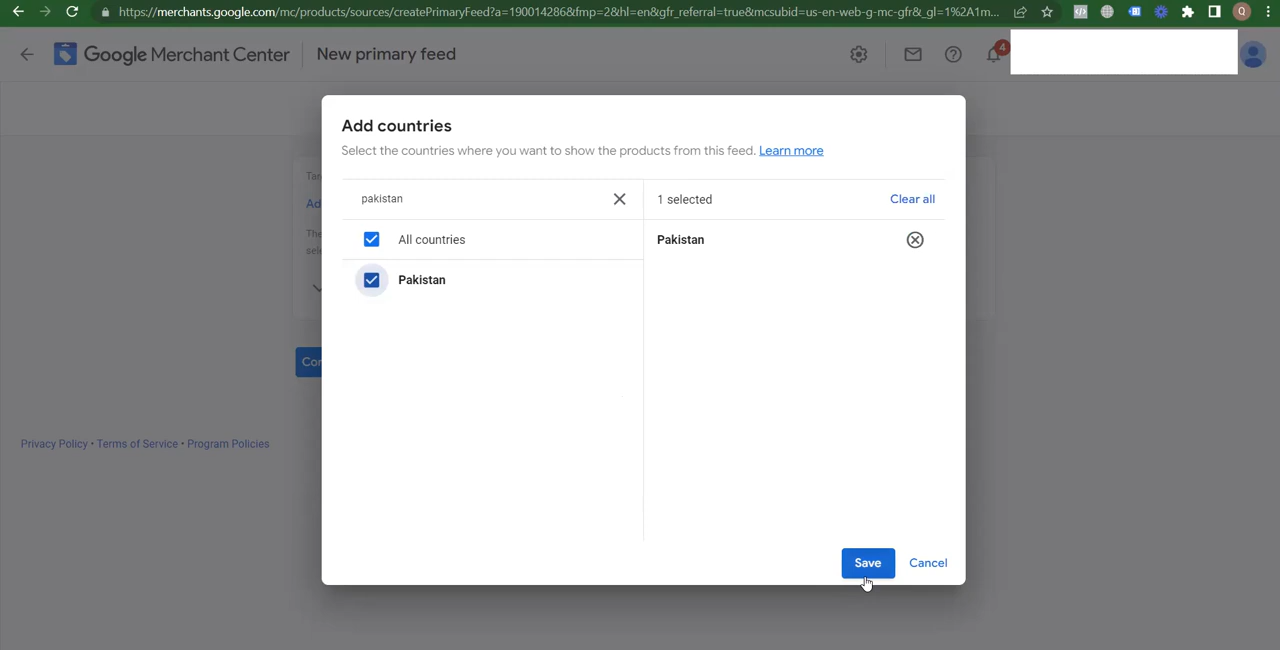 https://merchants.google.com/mc/products/sources/createPrimaryFeed?a=190014286&fmp=2&hl=en&gfr_referral=true&mcsubid=us-en-web-g-mc-gfr&_gl=1%2A1m...
Q
Google Merchant Center
New primary feed
4
Add countries
Select the countries where you want to show the products from this feed. Learn more
pakistan
1 selected
Clear all
All countries
Pakistan
Pakistan
Save
Cancel
Privacy Policy • Terms of Service • Program Policies